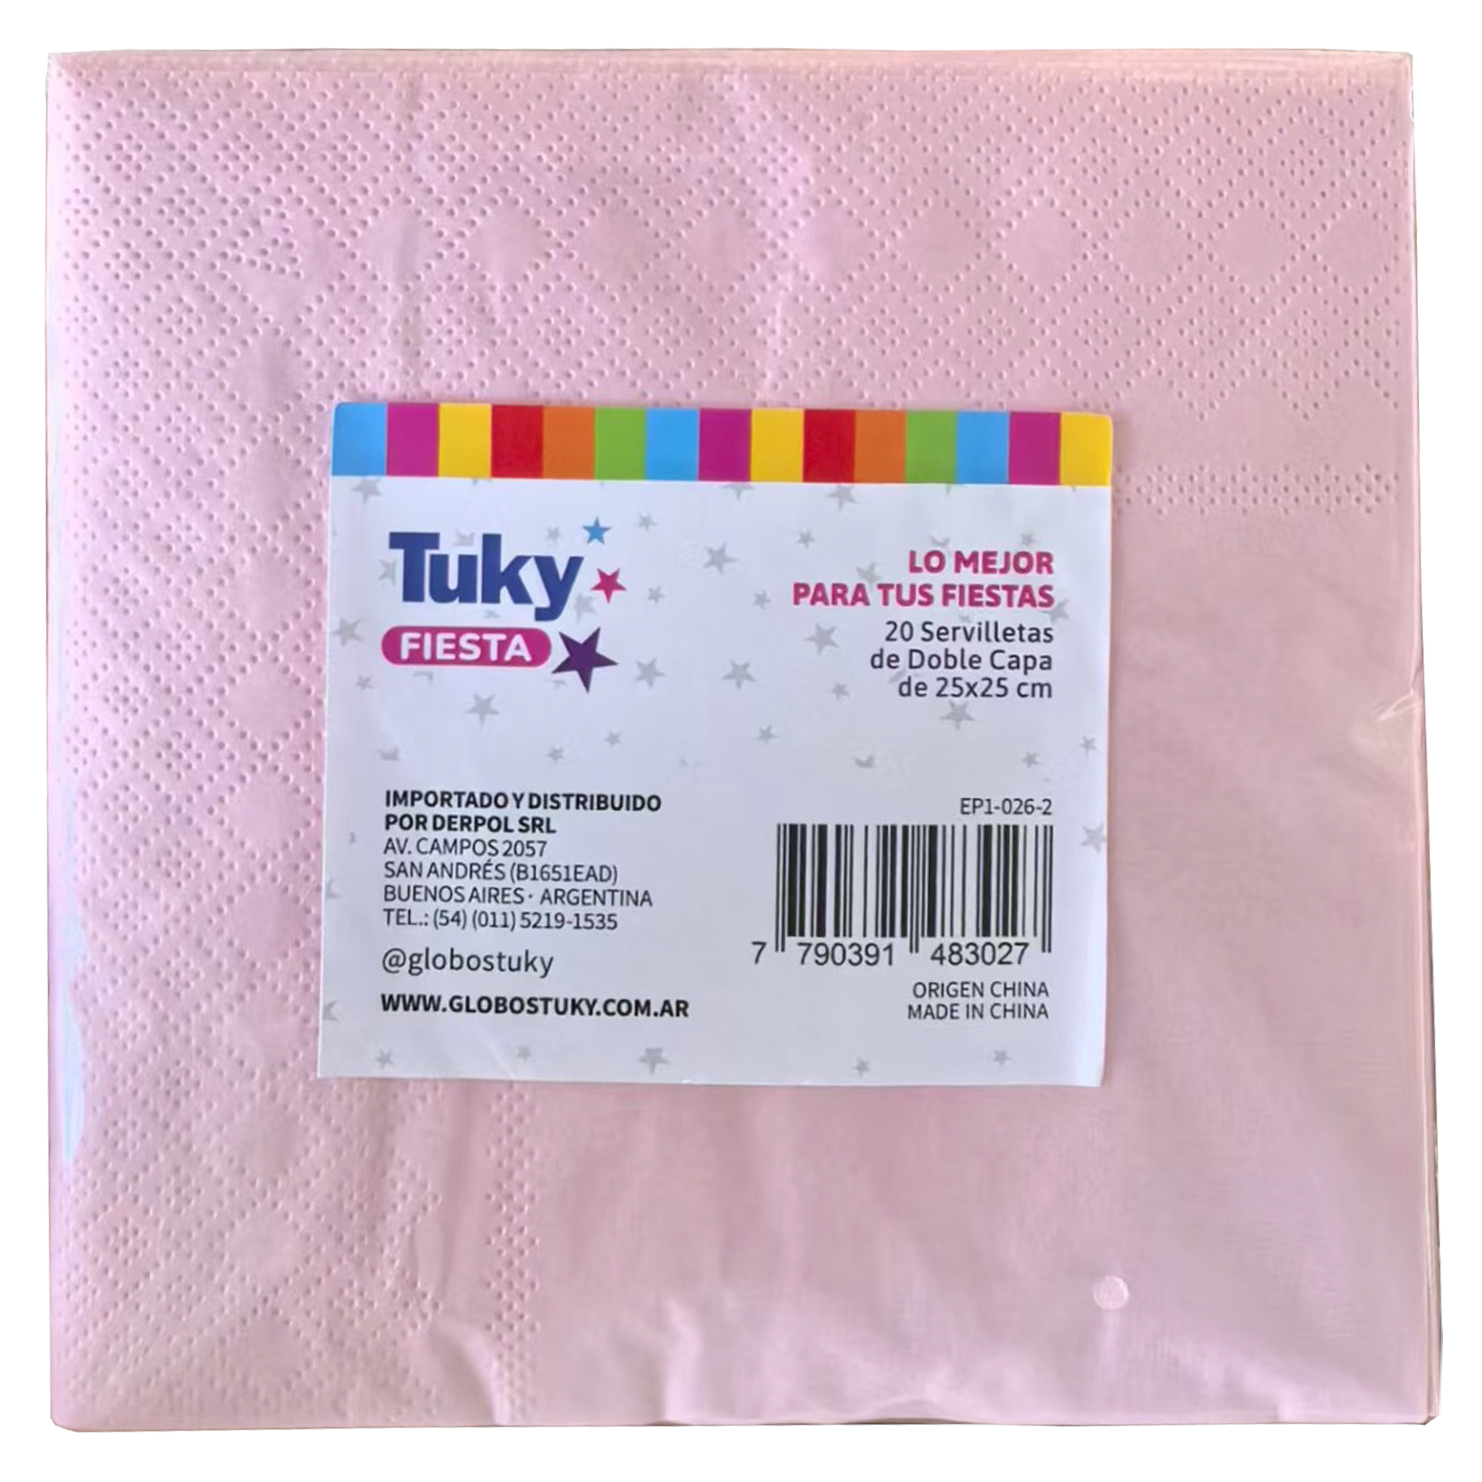 Tuky
FIESTA
LO MEJOR
PARA TUS FIESTAS
20 Servilletas
de Doble Capa
de 25x25 cm
IMPORTADO Y DISTRIBUIDO
POR DERPOL SRL
AV. CAMPOS 2057
SAN ANDRÉS (B1651EAD)
BUENOS AIRES · ARGENTINA
TEL.: (54) (011) 5219-1535
@globostuky
WWW.GLOBOSTUKY.COM.AR
EP1-026-2
7 790391 483027
ORIGEN CHINA
MADE IN CHINA